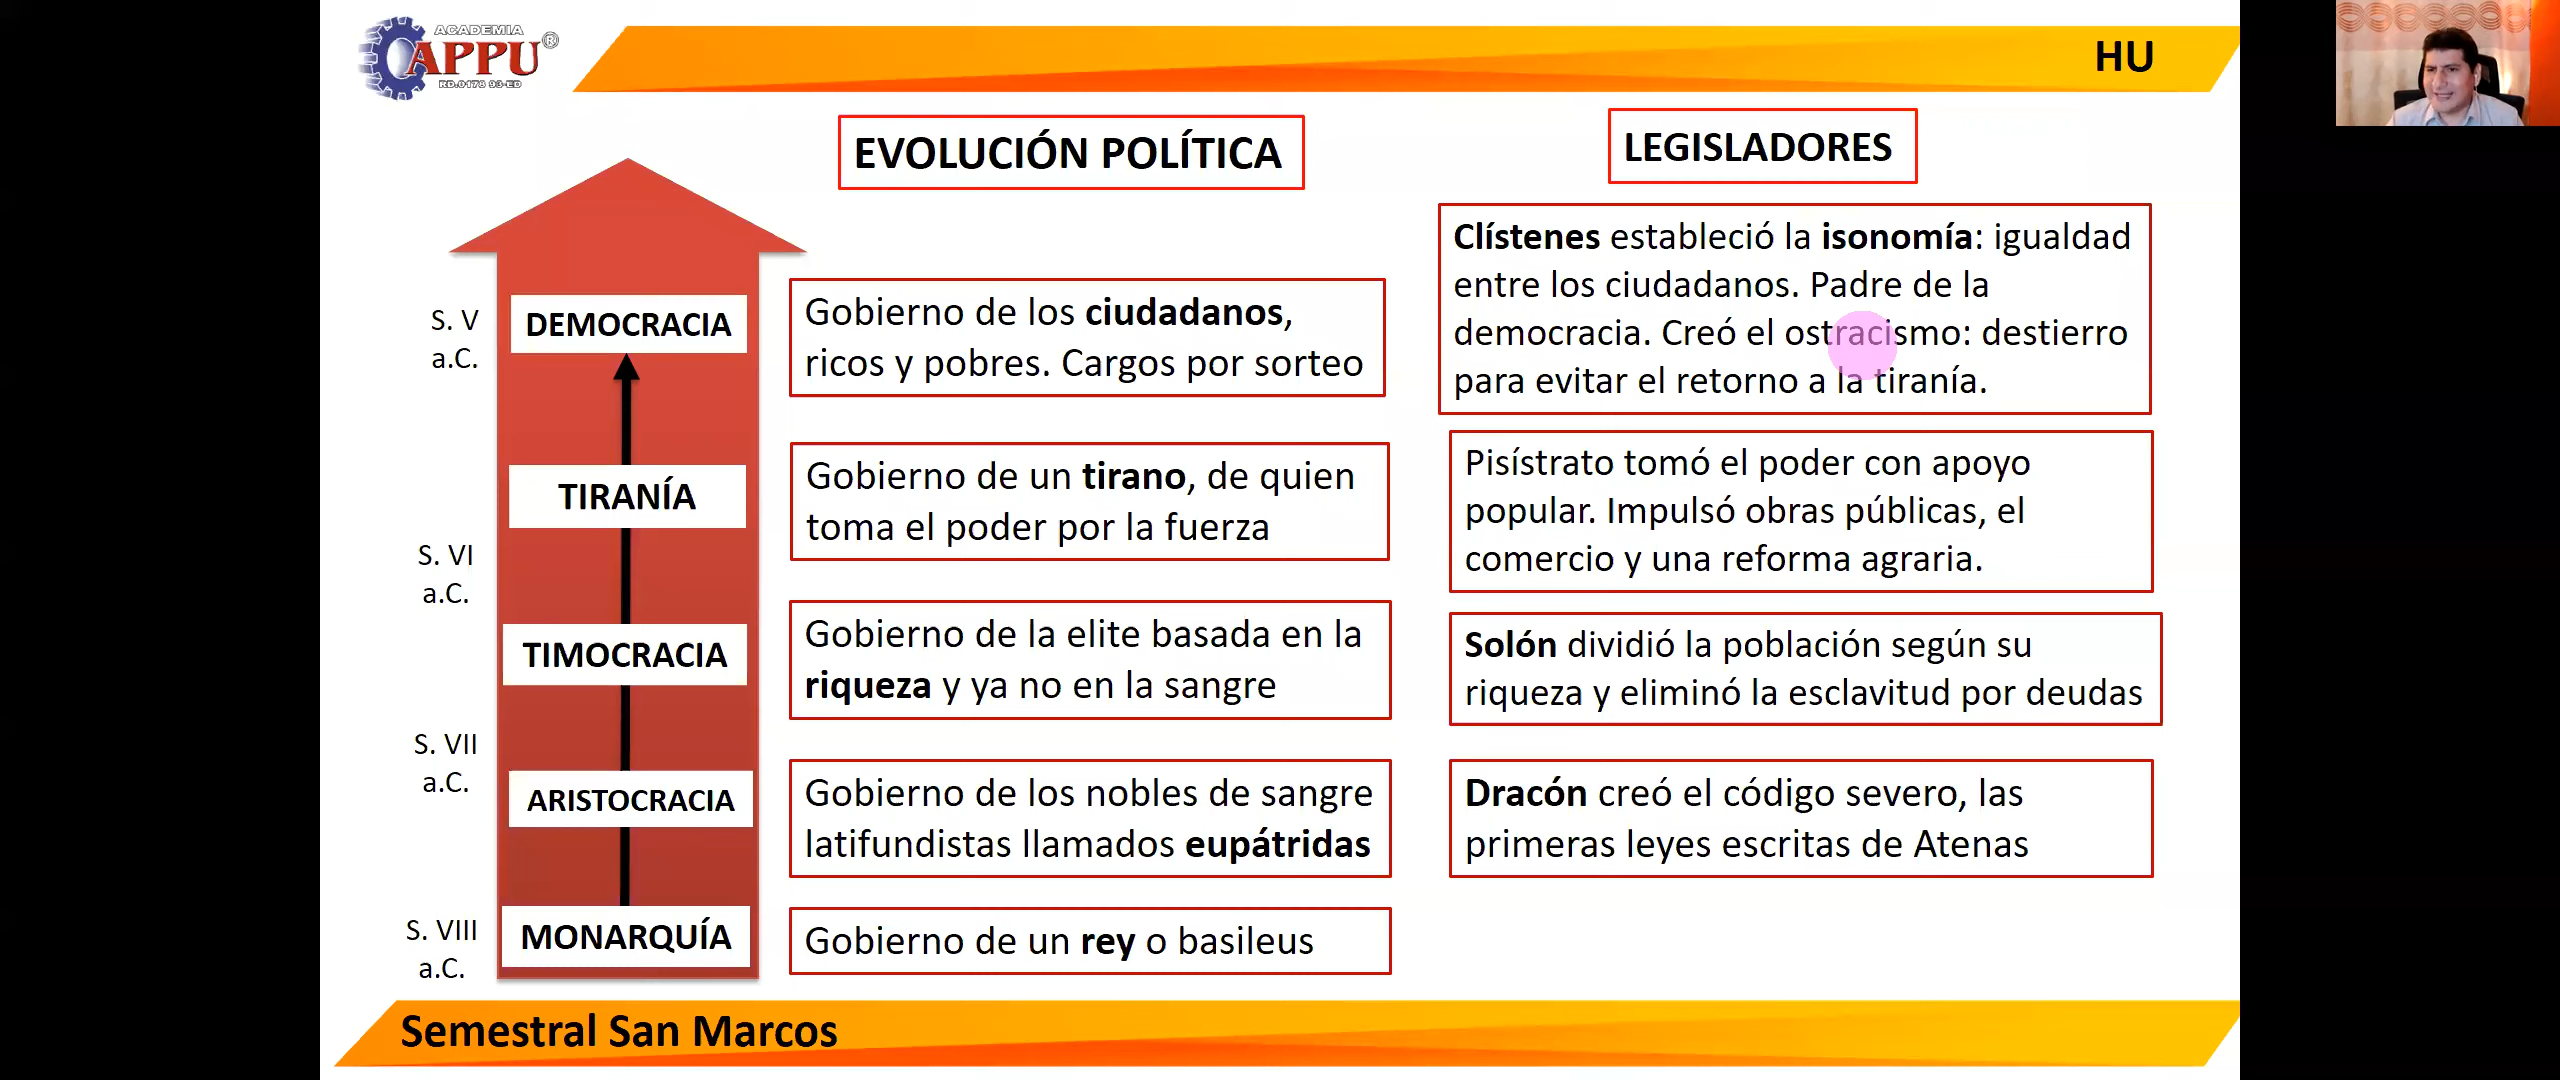 ACADEMIA
APPU®
RD.0178 93-ED
HU
EVOLUCIÓN POLÍTICA
LEGISLADORES
S. V
a.C.
DEMOCRACIA
Gobierno de los ciudadanos,
ricos y pobres. Cargos por sorteo
Clístenes estableció la isonomía: igualdad
entre los ciudadanos. Padre de la
democracia. Creó el ostracismo: destierro
para evitar el retorno a la tiranía.
TIRANÍA
Gobierno de un tirano, de quien
toma el poder por la fuerza
Pisístrato tomó el poder con apoyo
popular. Impulsó obras públicas, el
comercio y una reforma agraria.
S. VI
a.C.
TIMOCRACIA
Gobierno de la elite basada en la
riqueza y ya no en la sangre
Solón dividió la población según su
riqueza y eliminó la esclavitud por deudas
S. VII
a.C.
ARISTOCRACIA
Gobierno de los nobles de sangre
latifundistas llamados eupátridas
Dracón creó el código severo, las
primeras leyes escritas de Atenas
S. VIII
a.C.
MONARQUÍA
Gobierno de un rey o basileus
Semestral San Marcos